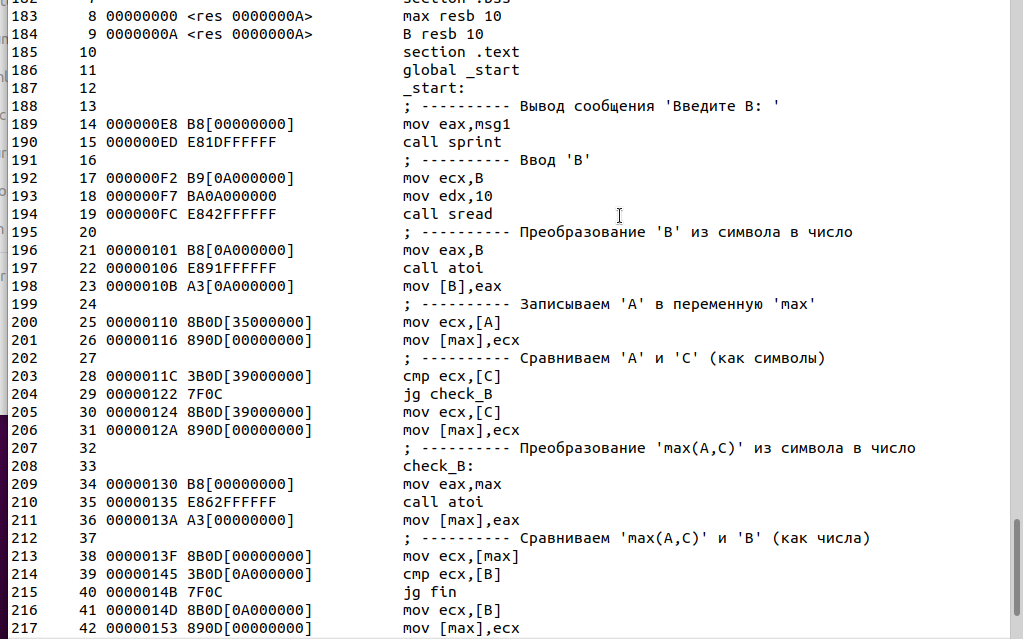 182 7 section .bss
183 8 00000000 <res 0000000A> max resb 10
184 9 0000000A <res 0000000A> B resb 10
185 10 section .text
186 11 global _start
187 12 _start:
188 13 ; ---------- Вывод сообщения 'Введите B: '
189 14 000000E8 B8[00000000] mov eax,msg1
190 15 000000ED E81DFFFFFF call sprint
191 16 ; ---------- Ввод 'B'
192 17 000000F2 B9[0A000000] mov ecx,B
193 18 000000F7 BA0A000000 mov edx,10
194 19 000000FC E842FFFFFF call sread
195 20 ; ---------- Преобразование 'B' из символа в число
196 21 00000101 B8[0A000000] mov eax,B
197 22 00000106 E891FFFFFF call atoi
198 23 0000010B A3[0A000000] mov [B],eax
199 24 ; ---------- Записываем 'A' в переменную 'max'
200 25 00000110 8B0D[35000000] mov ecx,[A]
201 26 00000116 890D[00000000] mov [max],ecx
202 27 ; ---------- Сравниваем 'A' и 'С' (как символы)
203 28 0000011C 3B0D[39000000] cmp ecx,[C]
204 29 00000122 7F0C jg check_B
205 30 00000124 8B0D[39000000] mov ecx,[C]
206 31 0000012A 890D[00000000] mov [max],ecx
207 32 ; ---------- Преобразование 'max(A,C)' из символа в число
208 33 check_B:
209 34 00000130 B8[00000000] mov eax,max
210 35 00000135 E862FFFFFF call atoi
211 36 0000013A A3[00000000] mov [max],eax
212 37 ; ---------- Сравниваем 'max(A,C)' и 'B' (как числа)
213 38 0000013F 8B0D[00000000] mov ecx,[max]
214 39 00000145 3B0D[0A000000] cmp ecx,[B]
215 40 0000014B 7F0C jg fin
216 41 0000014D 8B0D[0A000000] mov ecx,[B]
217 42 00000153 890D[00000000] mov [max],ecx